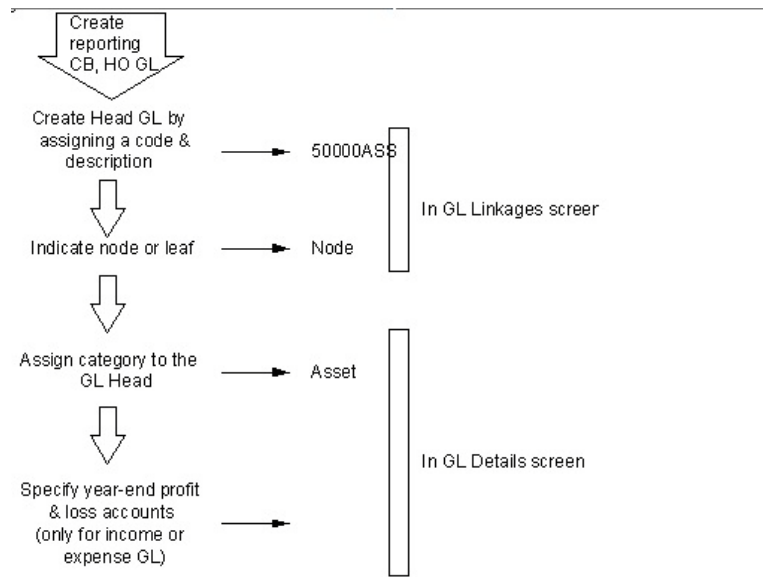 Create
reporting
CB, HO GL
Create Head GL by
assigning a code &
description
50000ASS
In GL Linkages screer
Indicate node or leaf
Node
Assign category to the
GL Head
Asset
In GL Details screen
Specify year-end profit
& loss accounts
(only for income or
expense GL)